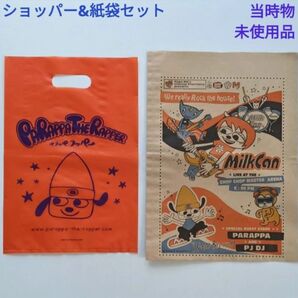 ショッパー&紙袋セット
当時物
未使用品
PARAPPA THE RAPPER
www.parappa-the-rapper.com
We really Rock the house!
MilkCan
LIVE AT THE
CHOP CHOP MASTER ARENA
SPECIAL GUEST STARS
PARAPPA
AND
PJ DJ